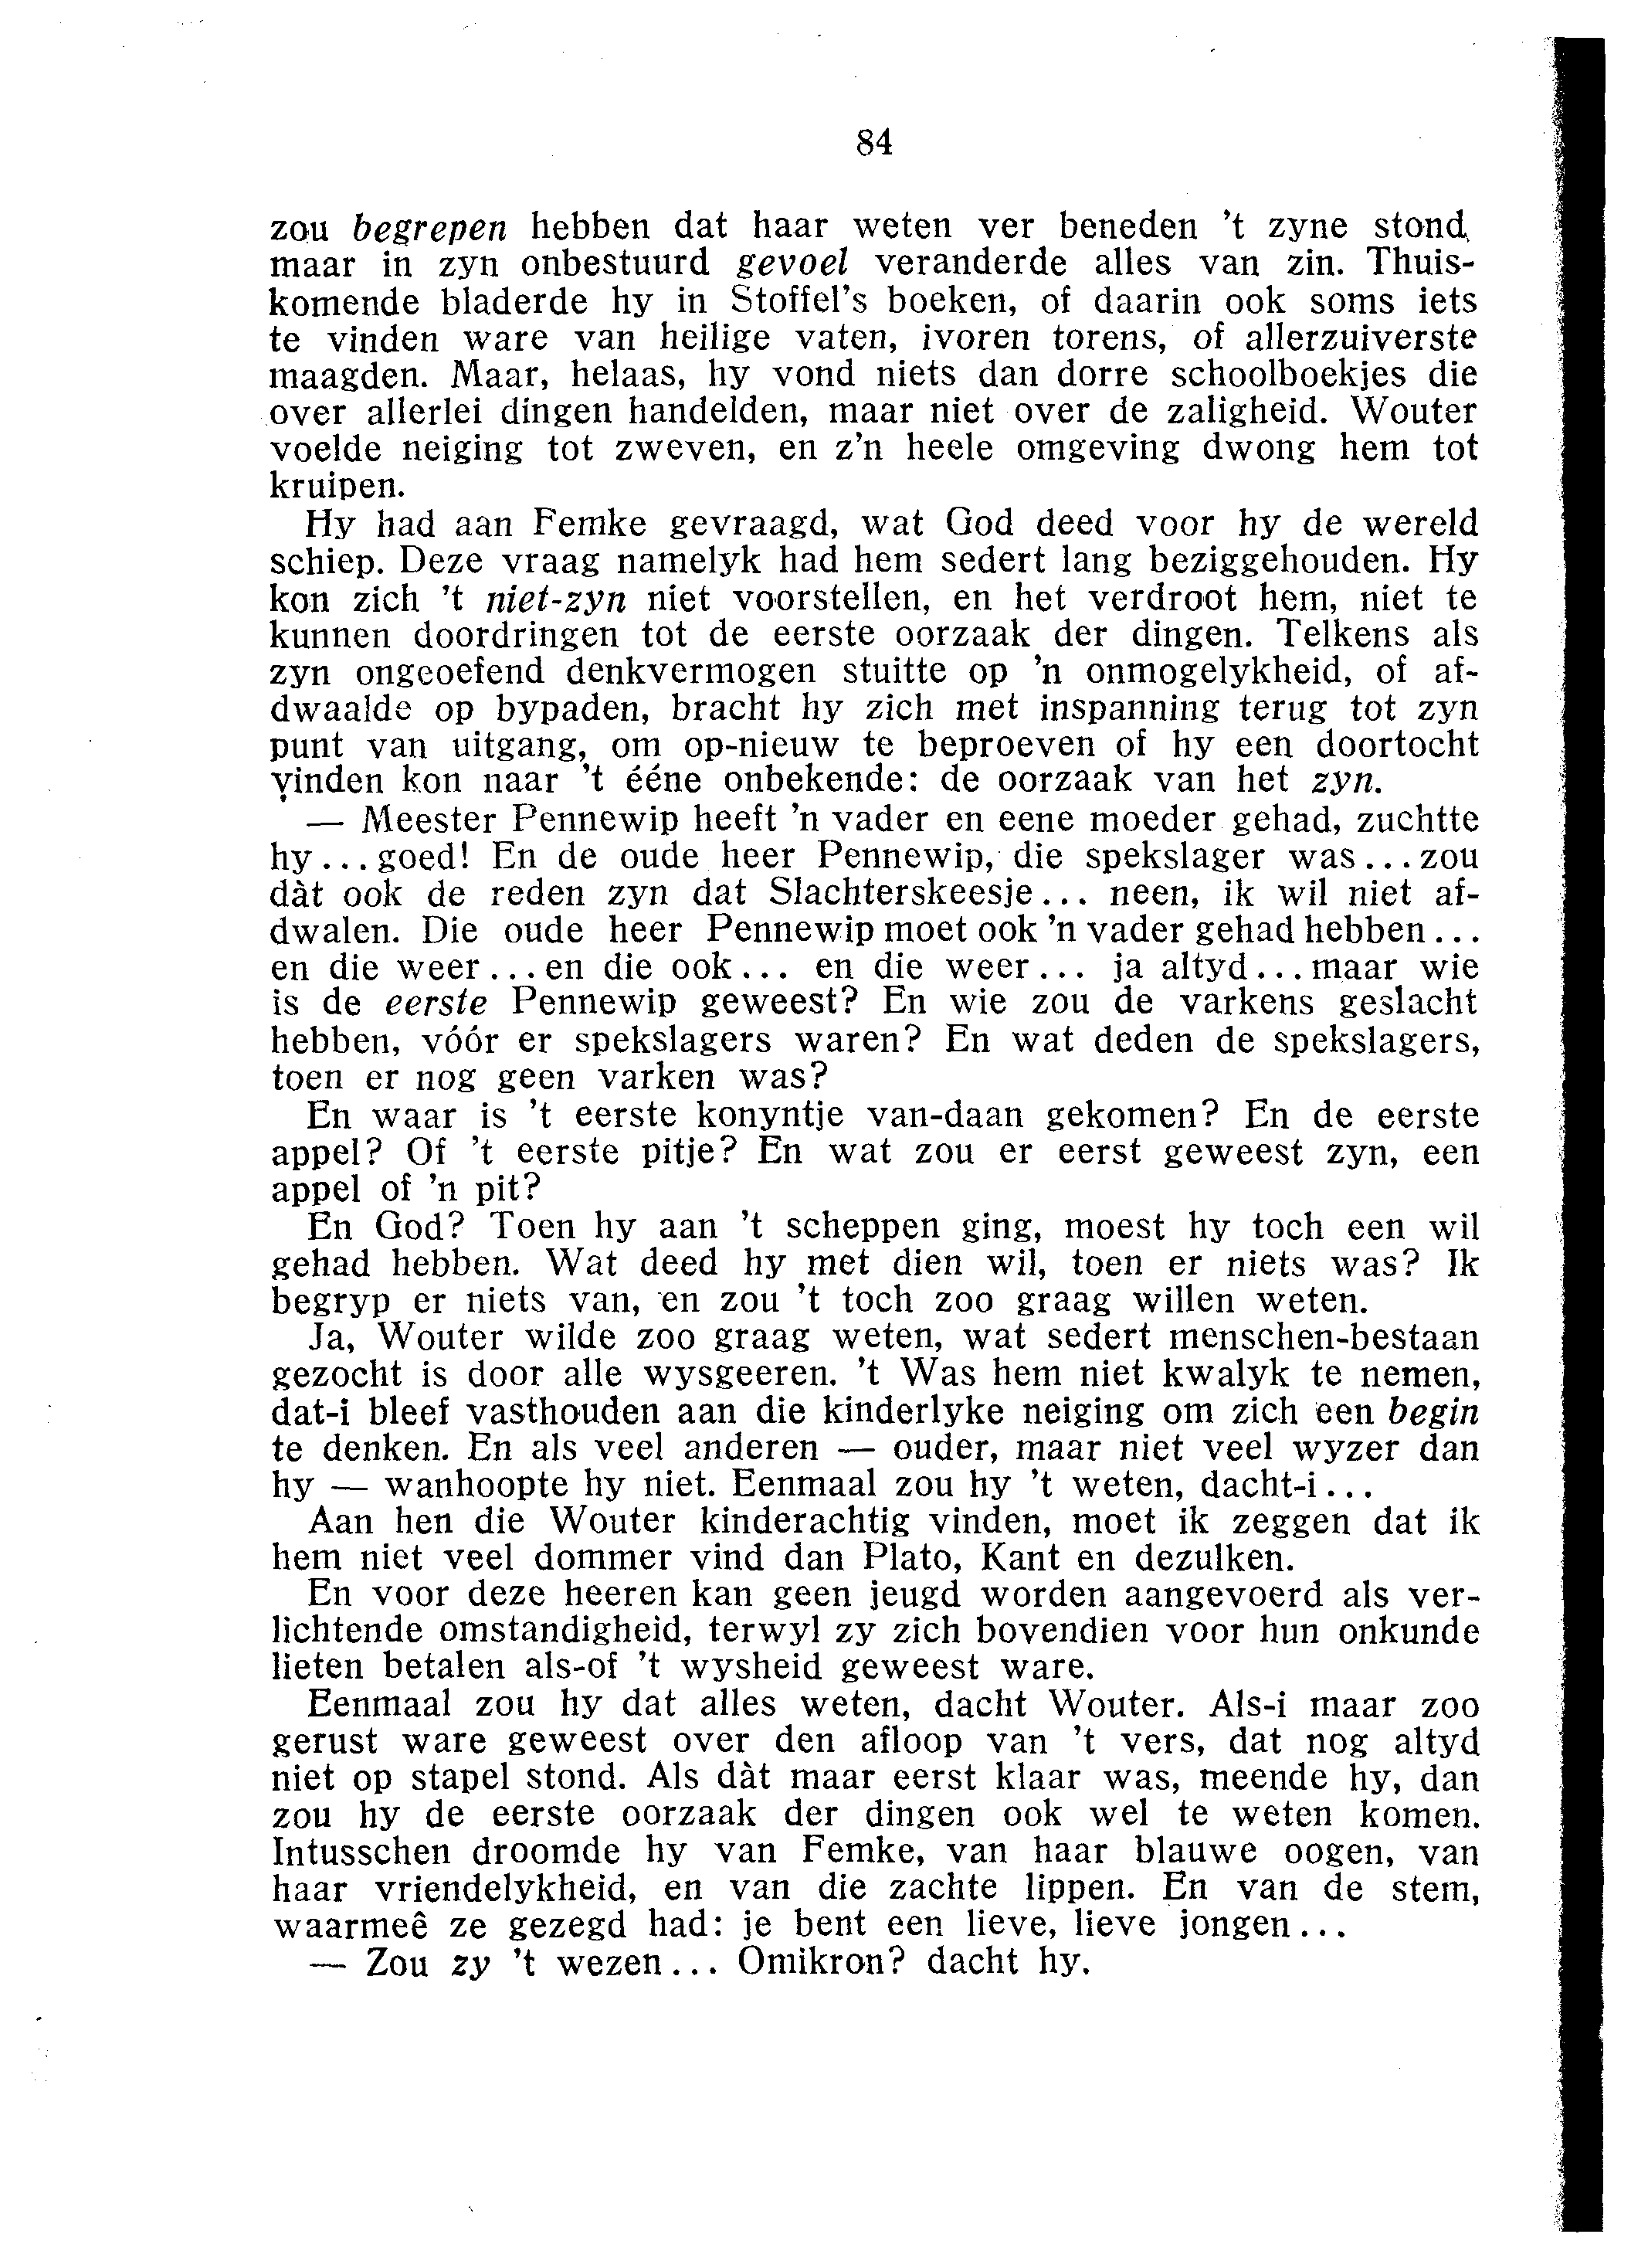 84
zou begrepen hebben dat haar weten ver beneden 't zyne stond,
maar in zyn onbestuurd gevoel veranderde alles van zin. Thuis-
komende bladerde hy in Stoffel's boeken, of daarin ook soms iets
te vinden ware van heilige vaten, ivoren torens, of allerzuiverste
maagden. Maar, helaas, hy vond niets dan dorre schoolboekjes die
over allerlei dingen handelden, maar niet over de zaligheid. Wouter
voelde neiging tot zweven, en z'n heele omgeving dwong hem tot
kruipen.
Hy had aan Femke gevraagd, wat God deed voor hy de wereld
schiep. Deze vraag namelyk had hem sedert lang beziggehouden. Hy
kon zich 't niet-zyn niet voorstellen, en het verdroot hem, niet te
kunnen doordringen tot de eerste oorzaak der dingen. Telkens als
zyn ongeoefend denkvermogen stuitte op 'n onmogelykheid, of af-
dwaalde op bypaden, bracht hy zich met inspanning terug tot zyn
punt van uitgang, om op-nieuw te beproeven of hy een doortocht
vinden kon naar 't ééne onbekende: de oorzaak van het zyn.
— Meester Pennewip heeft 'n vader en eene moeder gehad, zuchtte
hy... goed! En de oude heer Pennewip, die spekslager was... zou
dàt ook de reden zyn dat Slachterskeesje... neen, ik wil niet af-
dwalen. Die oude heer Pennewip moet ook 'n vader gehad hebben...
en die weer... en die ook... en die weer... ja altyd... maar wie
is de eerste Pennewip geweest? En wie zou de varkens geslacht
hebben, vóór er spekslagers waren? En wat deden de spekslagers,
toen er nog geen varken was?
En waar is 't eerste konyntje van-daan gekomen? En de eerste
appel? Of 't eerste pitje? En wat zou er eerst geweest zyn, een
appel of 'n pit?
En God? Toen hy aan 't scheppen ging, moest hy toch een wil
gehad hebben. Wat deed hy met dien wil, toen er niets was? Ik
begryp er niets van, en zou 't toch zoo graag willen weten.
Ja, Wouter wilde zoo graag weten, wat sedert menschen-bestaan
gezocht is door alle wysgeeren. 't Was hem niet kwalyk te nemen,
dat-i bleef vasthouden aan die kinderlyke neiging om zich een begin
te denken. En als veel anderen — ouder, maar niet veel wyzer dan
hy — wanhoopte hy niet. Eenmaal zou hy 't weten, dacht-i...
Aan hen die Wouter kinderachtig vinden, moet ik zeggen dat ik
hem niet veel dommer vind dan Plato, Kant en dezulken.
En voor deze heeren kan geen jeugd worden aangevoerd als ver-
lichtende omstandigheid, terwyl zy zich bovendien voor hun onkunde
lieten betalen als-of 't wysheid geweest ware.
Eenmaal zou hy dat alles weten, dacht Wouter. Als-i maar zoo
gerust ware geweest over den afloop van 't vers, dat nog altyd
niet op stapel stond. Als dàt maar eerst klaar was, meende hy, dan
zou hy de eerste oorzaak der dingen ook wel te weten komen.
Intusschen droomde hy van Femke, van haar blauwe oogen, van
haar vriendelykheid, en van die zachte lippen. En van de stem,
waarmeê ze gezegd had: je bent een lieve, lieve jongen...
— Zou zy 't wezen... Omikron? dacht hy.